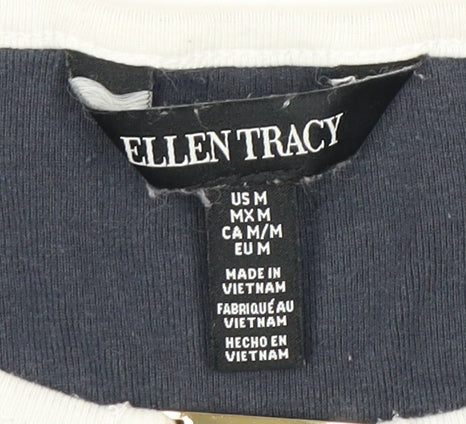 ELLEN TRACY
US M
MX M
CA M/M
EU M
MADE IN
VIETNAM
FABRIQUÉ AU
VIETNAM
HECHO EN
VIETNAM